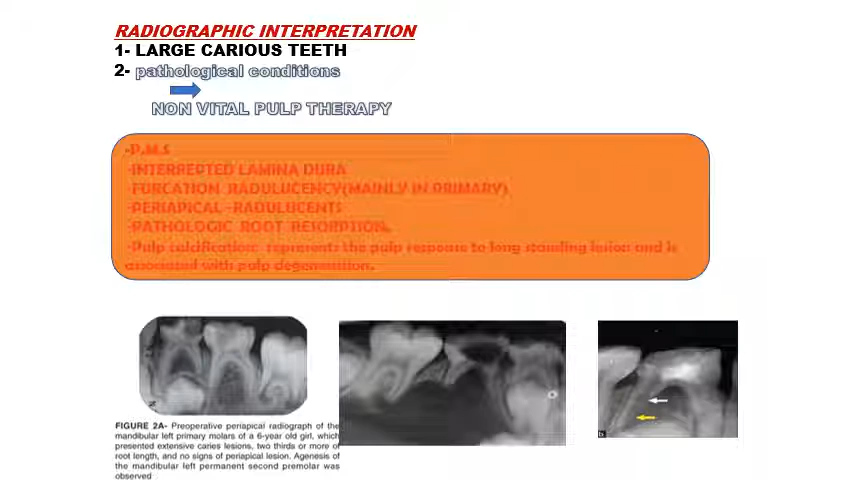 RADIOGRAPHIC INTERPRETATION
1- LARGE CARIOUS TEETH
2- pathological conditions
NON VITAL PULP THERAPY
-P.M.S
-INTERREPTED LAMINA DURA
-FURCATION RADULUCENCY(MAINLY IN PRIMARY)
-PERIAPICAL -RADULUCENTS
-PATHOLOGIC ROOT RESORPTION.
-Pulp calcification: represents the pulp response to long standing lesion and is
associated with pulp degeneration.
FIGURE 2A- Preoperative periapical radiograph of the
mandibular left primary molars of a 6-year old girl, which
presented extensive caries lesions, two thirds or more of
root length, and no signs of periapical lesion. Agenesis of
the mandibular left permanent second premolar was
observed